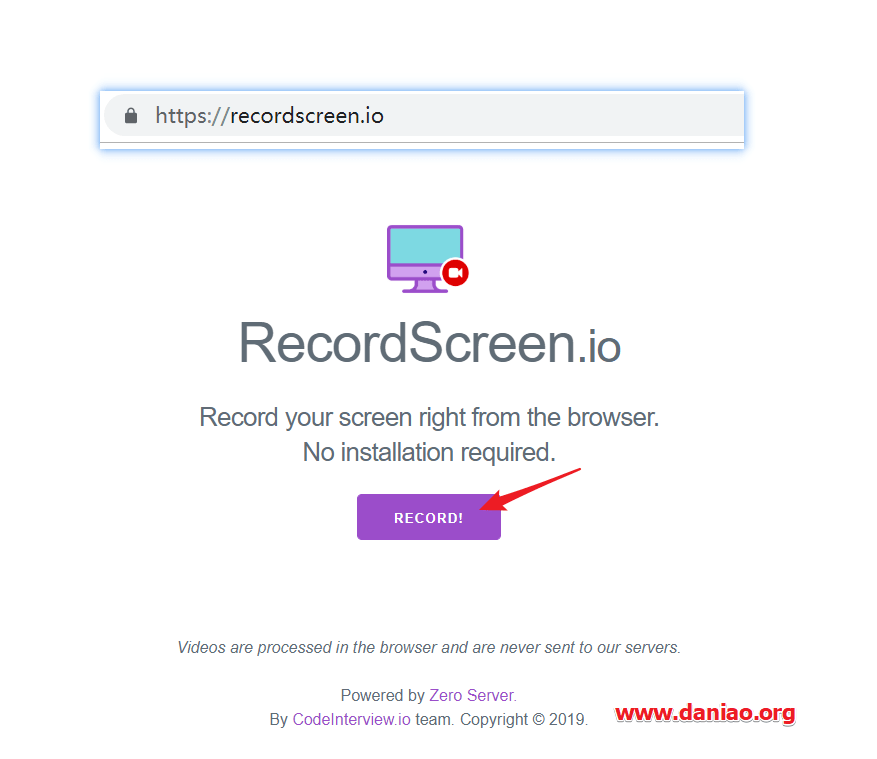 https://recordscreen.io
RecordScreen.io
Record your screen right from the browser.
No installation required.
RECORD!
Videos are processed in the browser and are never sent to our servers.
Powered by Zero Server.
By CodeInterview.io team. Copyright © 2019.
www.daniao.org